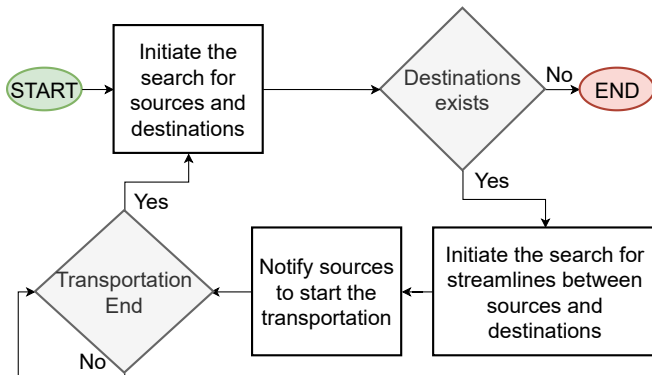 START
Initiate the
search for
sources and
destinations
Destinations
exists
No
END
Yes
Initiate the search for
streamlines between
sources and
destinations
Notify sources
to start the
transportation
Transportation
End
Yes
No